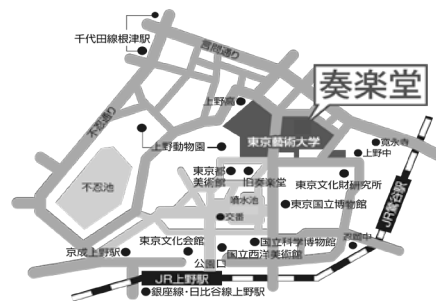 千代田線根津駅
言問通り
奏楽堂
不忍通り
上野高
東京藝術大学
寛永寺
上野中
上野動物園
東京都
美術館
旧奏楽堂
東京文化財研究所
不忍池
噴水池
東京国立博物館
JR鶯谷駅
交番
忍岡中
京成上野駅
東京文化会館
国立科学博物館
公園口
国立西洋美術館
JR上野駅
銀座線・日比谷線上野駅